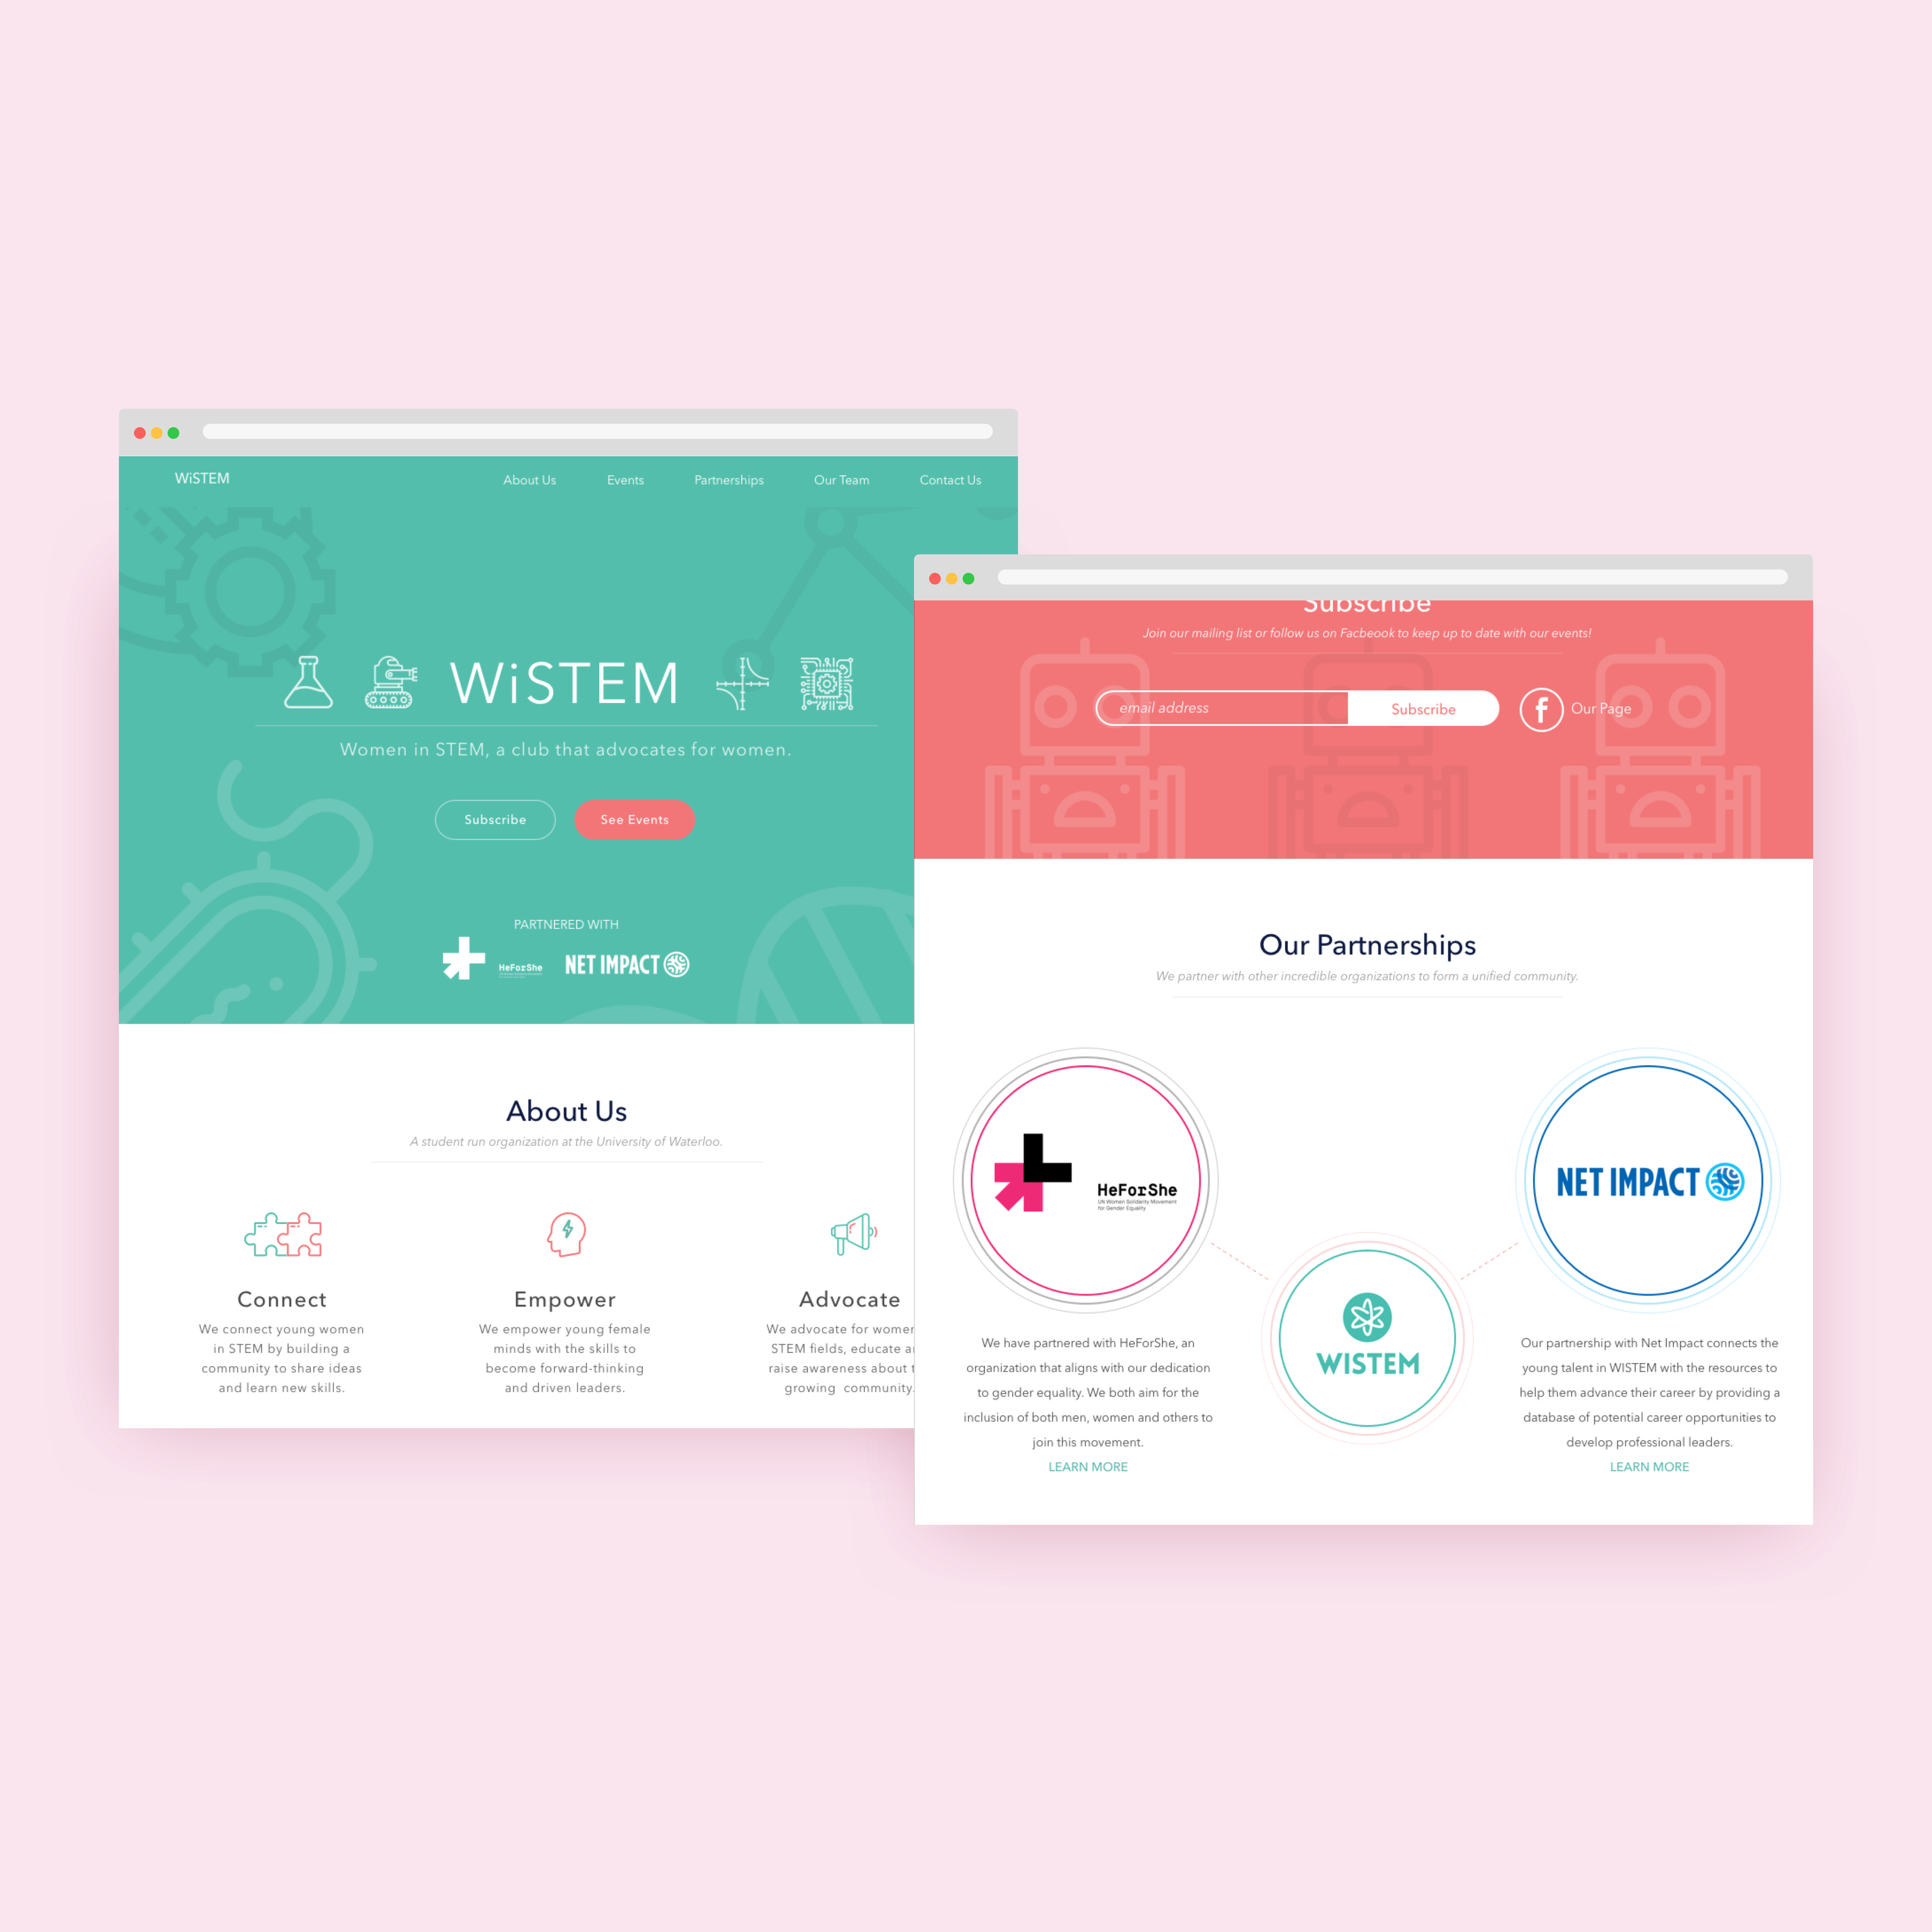 WiSTEM
About Us Events Partnerships Our Team Contact Us
WiSTEM
Women in STEM, a club that advocates for women.
Subscribe See Events
PARTNERED WITH
HeForShe
NET IMPACT
About Us
A student run organization at the University of Waterloo.
Connect
We connect young women
in STEM by building a
community to share ideas
and learn new skills.
Empower
We empower young female
minds with the skills to
become forward-thinking
and driven leaders.
Advocate
We advocate for women
STEM fields, educate
raise awareness about
growing community.
Subscribe
Join our mailing list or follow us on Facbeook to keep up to date with our events!
email address Subscribe f Our Page
Our Partnerships
We partner with other incredible organizations to form a unified community.
HeForShe
UN Women Solidarity Movement
for Gender Equality
We have partnered with HeForShe, an
organization that aligns with our dedication
to gender equality. We both aim for the
inclusion of both men, women and others to
join this movement.
LEARN MORE
WISTEM
NET IMPACT
Our partnership with Net Impact connects the
young talent in WISTEM with the resources to
help them advance their career by providing a
database of potential career opportunities to
develop professional leaders.
LEARN MORE